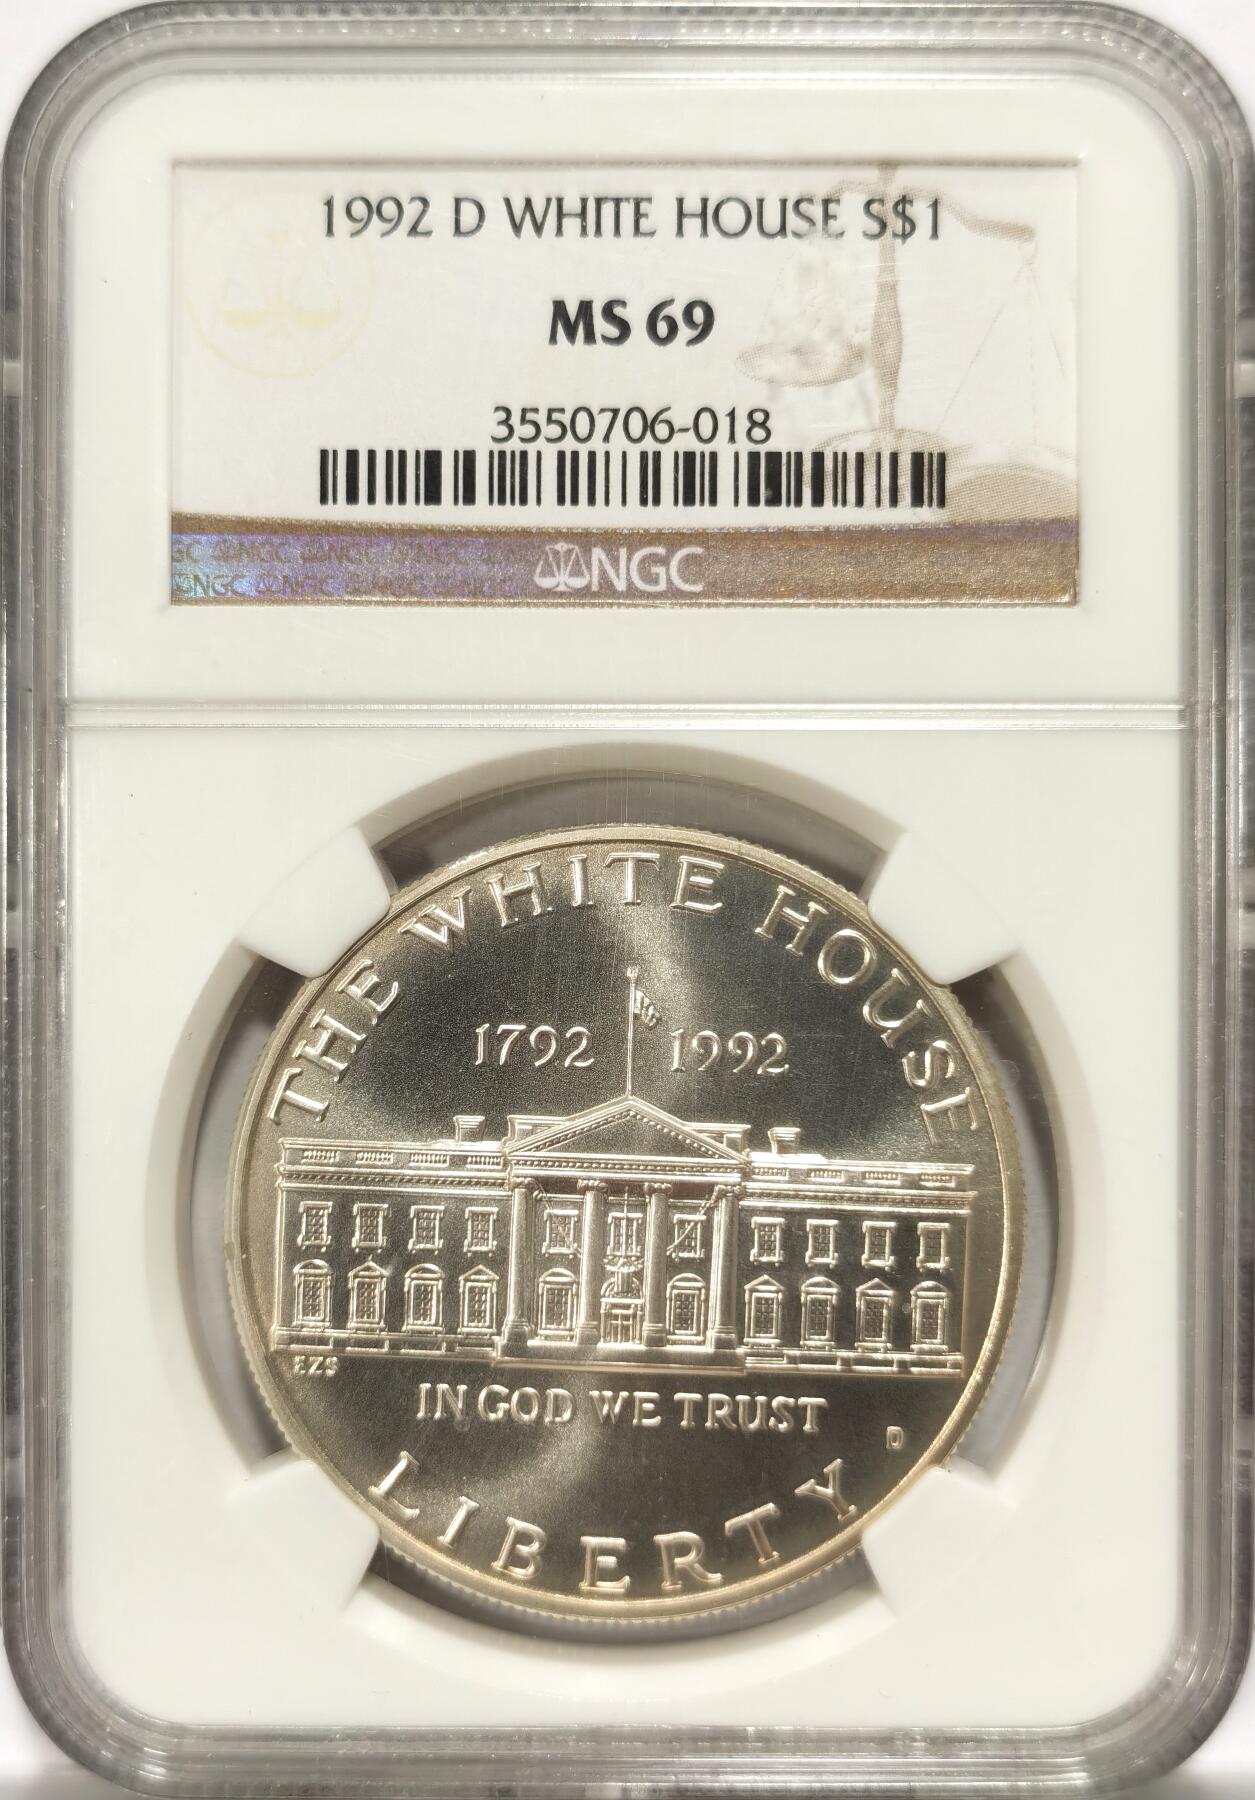 1992 D WHITE HOUSE S$1
MS 69
3550706-018
NGC
THE WHITE HOUSE
1792 1992
EZS
IN GOD WE TRUST
D
LIBERTY